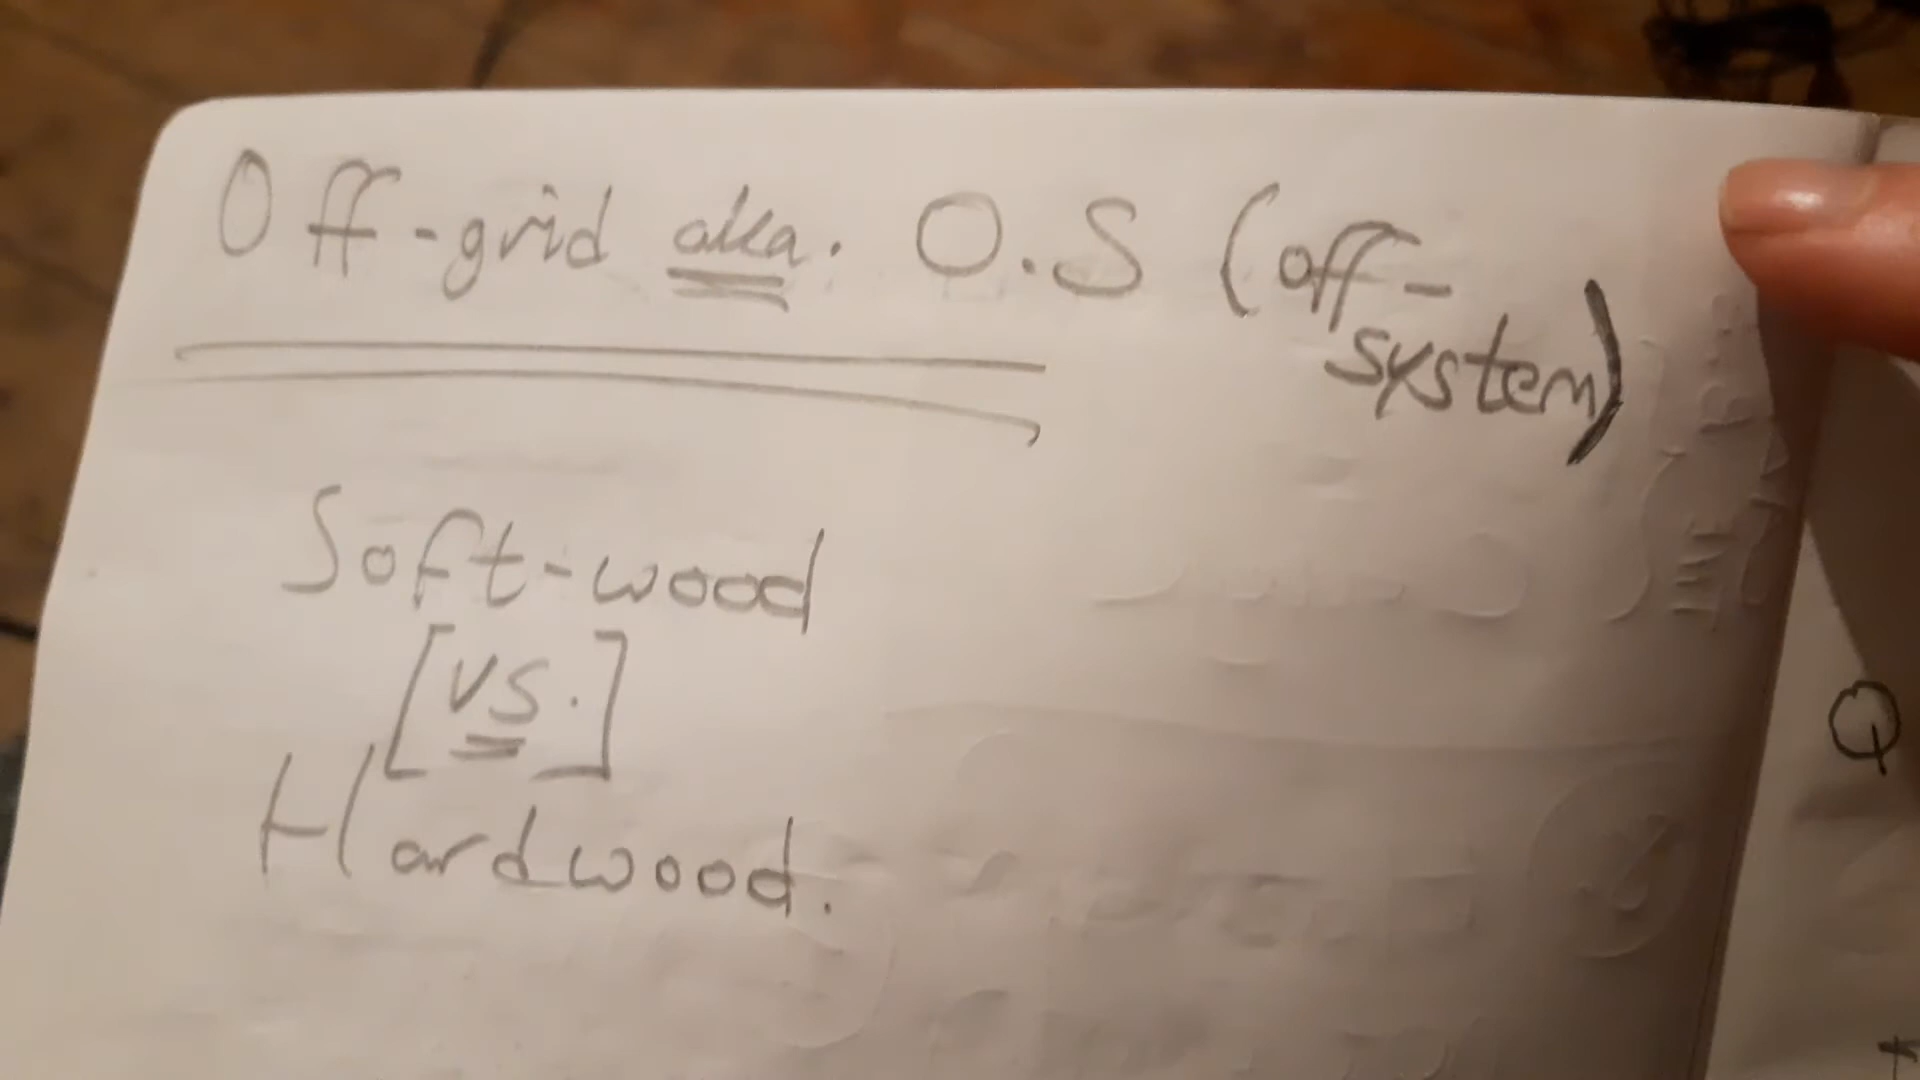 Off-grid aka. O.S (off-
system)
Soft-wood
[vs.]
Hardwood.
Q